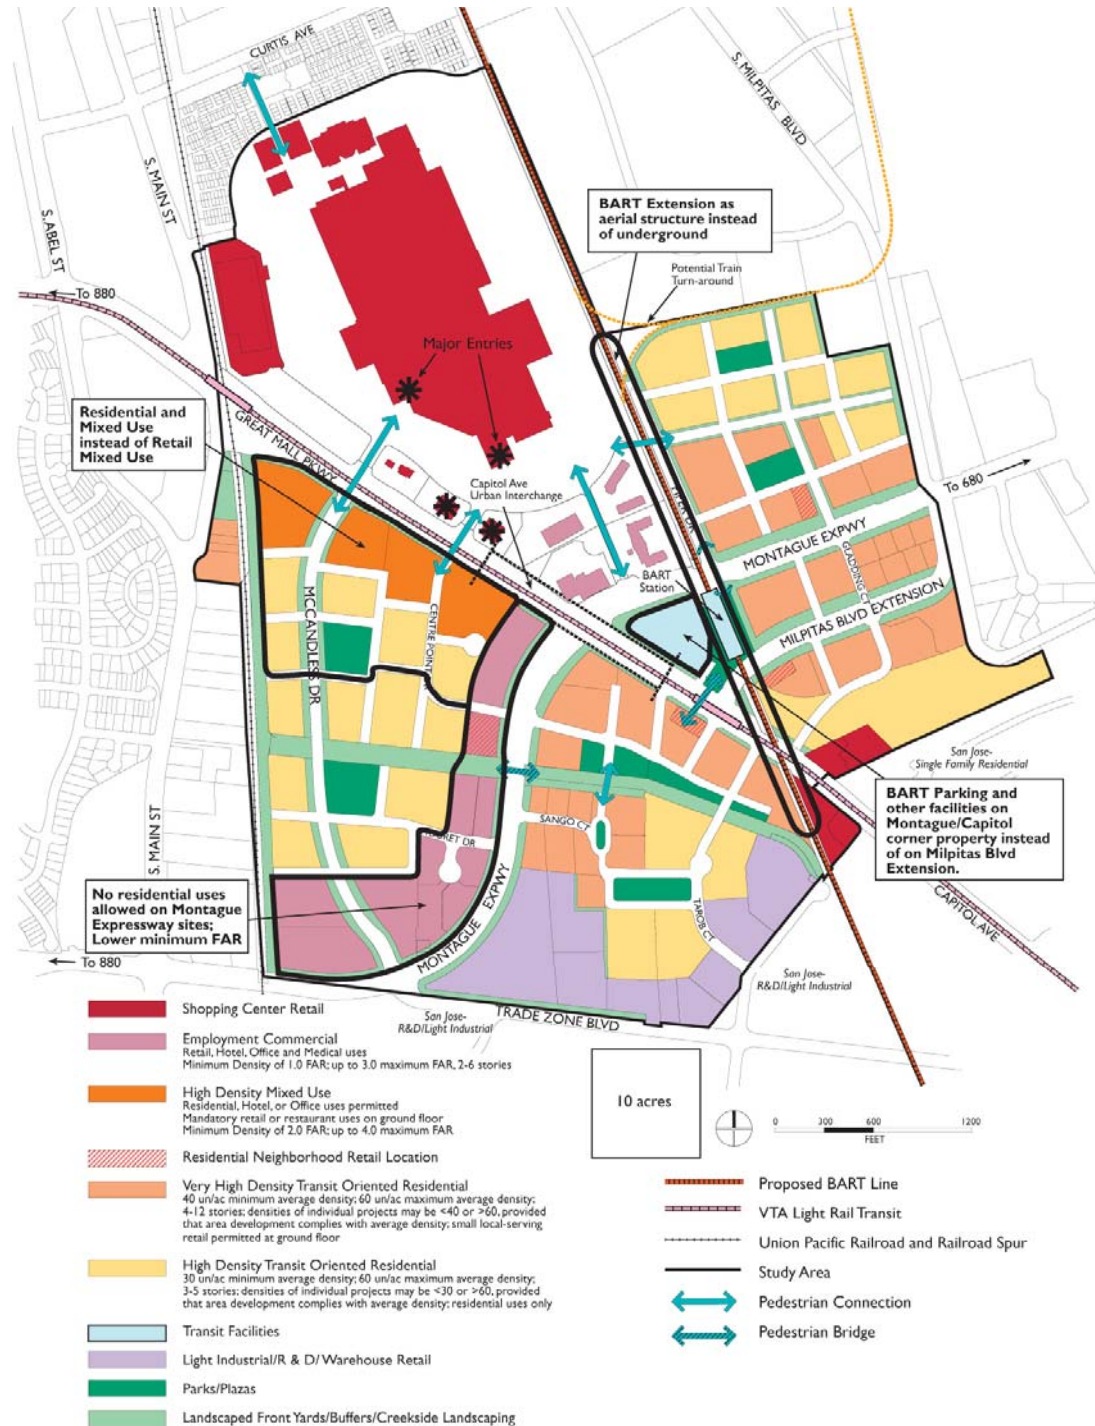 CURTIS AVE
S. MILPITAS BLVD
S. MAIN ST
S. ABEL ST
To 880
BART Extension as
aerial structure instead
of underground
Potential Train
Turn-around
Major Entries
Residential and
Mixed Use
instead of Retail
Mixed Use
GREAT MALL PKWY
Capitol Ave
Urban Interchange
To 680
PIPER DR
MONTAGUE EXPWY
GLADDING CT
BART
Station
MILPITAS BLVD EXTENSION
MCCANDLESS DR
CENTRE POINT
San Jose-
Single Family Residential
BART Parking and
other facilities on
Montague/Capitol
corner property instead
of on Milpitas Blvd
Extension.
S. MAIN ST
SANGO CT
DR
No residential uses
allowed on Montague
Expressway sites;
Lower minimum FAR
MONTAGUE EXPWY
TAROB CT
CAPITOL AVE
To 880
San Jose-
R&D/Light Industrial
San Jose-
R&D/Light Industrial
TRADE ZONE BLVD
Shopping Center Retail
Employment Commercial
Retail, Hotel, Office and Medical uses
Minimum Density of 1.0 FAR; up to 3.0 maximum FAR, 2-6 stories
High Density Mixed Use
Residential, Hotel, or Office uses permitted
Mandatory retail or restaurant uses on ground floor
Minimum Density of 2.0 FAR; up to 4.0 maximum FAR
Residential Neighborhood Retail Location
Very High Density Transit Oriented Residential
40 un/ac minimum average density; 60 un/ac maximum average density;
4-12 stories; densities of individual projects may be <40 or >60, provided
that area development complies with average density; small local-serving
retail permitted at ground floor
High Density Transit Oriented Residential
30 un/ac minimum average density; 60 un/ac maximum average density;
3-5 stories; densities of individual projects may be <30 or >60, provided
that area development complies with average density; residential uses only
Transit Facilities
Light Industrial/R & D/ Warehouse Retail
Parks/Plazas
Landscaped Front Yards/Buffers/Creekside Landscaping
10 acres
0 300 600 1200
FEET
Proposed BART Line
VTA Light Rail Transit
Union Pacific Railroad and Railroad Spur
Study Area
Pedestrian Connection
Pedestrian Bridge